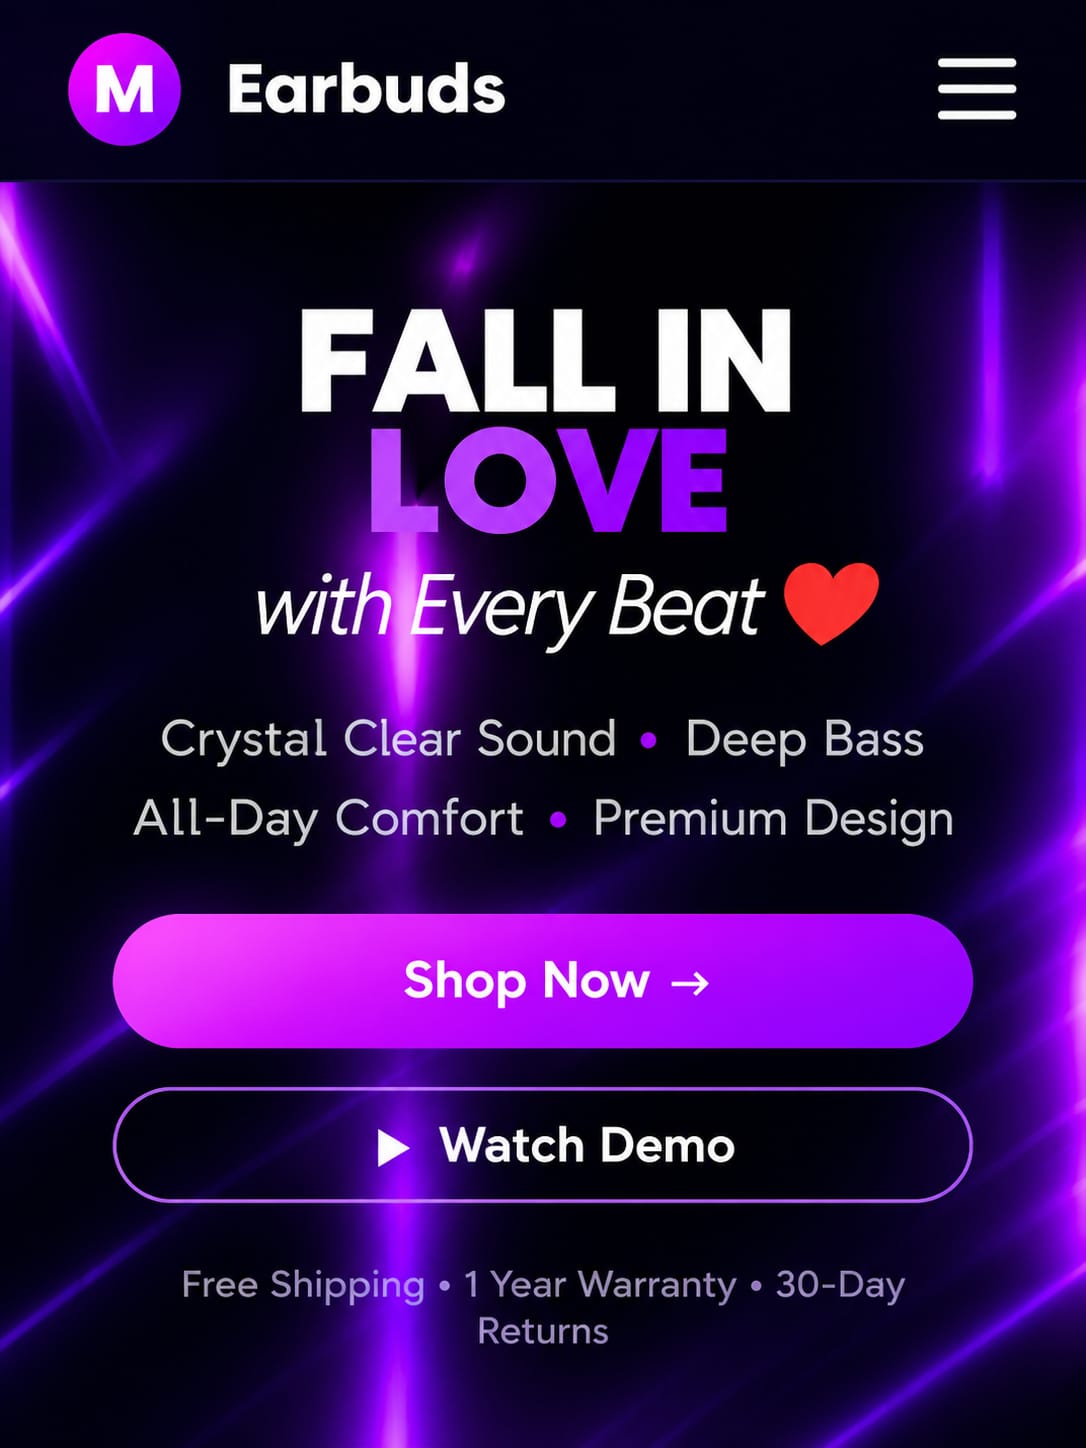 M Earbuds
FALL IN
LOVE
with Every Beat ❤️
Crystal Clear Sound • Deep Bass
All-Day Comfort • Premium Design
Shop Now →
▶ Watch Demo
Free Shipping • 1 Year Warranty • 30-Day
Returns